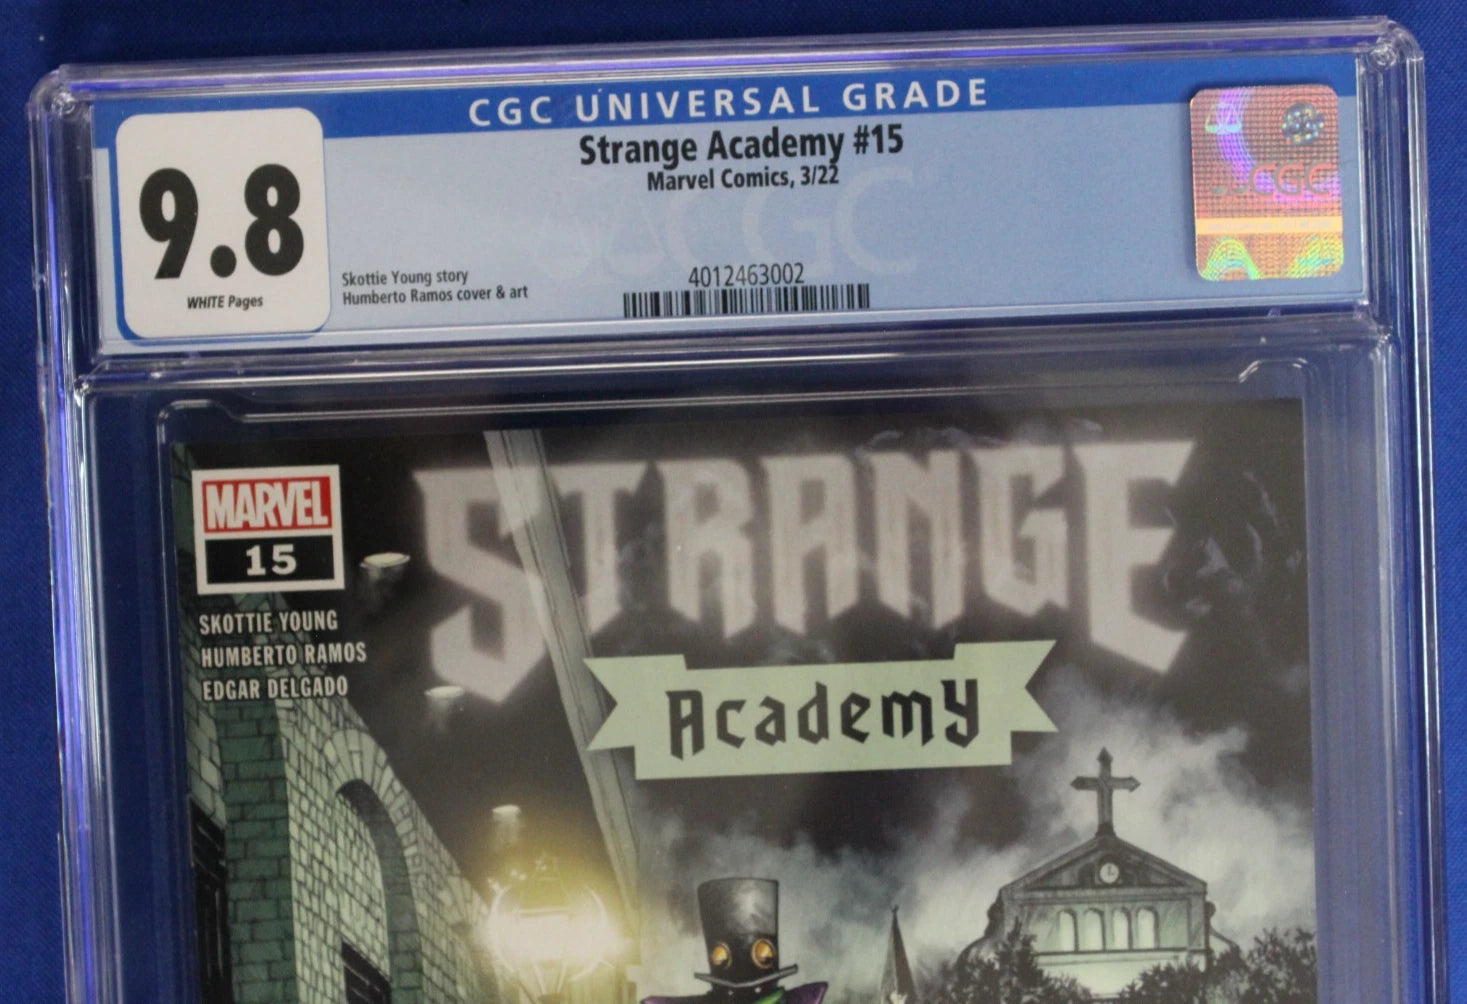 CGC UNIVERSAL GRADE
9.8
WHITE Pages
Strange Academy #15
Marvel Comics, 3/22
CGC
Skottie Young story
Humberto Ramos cover & art
4012463002
CGC
MARVEL
15
SKOTTIE YOUNG
HUMBERTO RAMOS
EDGAR DELGADO
STRANGE
Academy